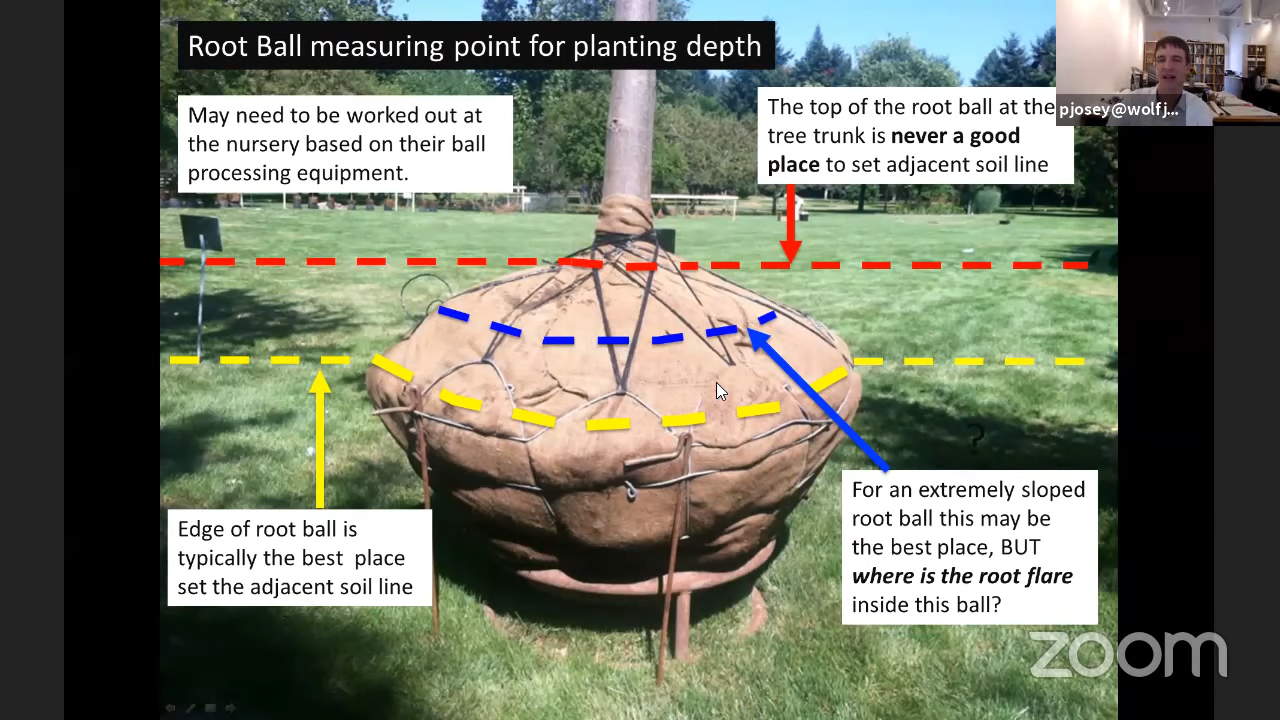 Root Ball measuring point for planting depth
May need to be worked out at
the nursery based on their ball
processing equipment.
The top of the root ball at the
tree trunk is never a good
place to set adjacent soil line
pjosey@wolfj...
?
Edge of root ball is
typically the best place
set the adjacent soil line
For an extremely sloped
root ball this may be
the best place, BUT
where is the root flare
inside this ball?
zoom